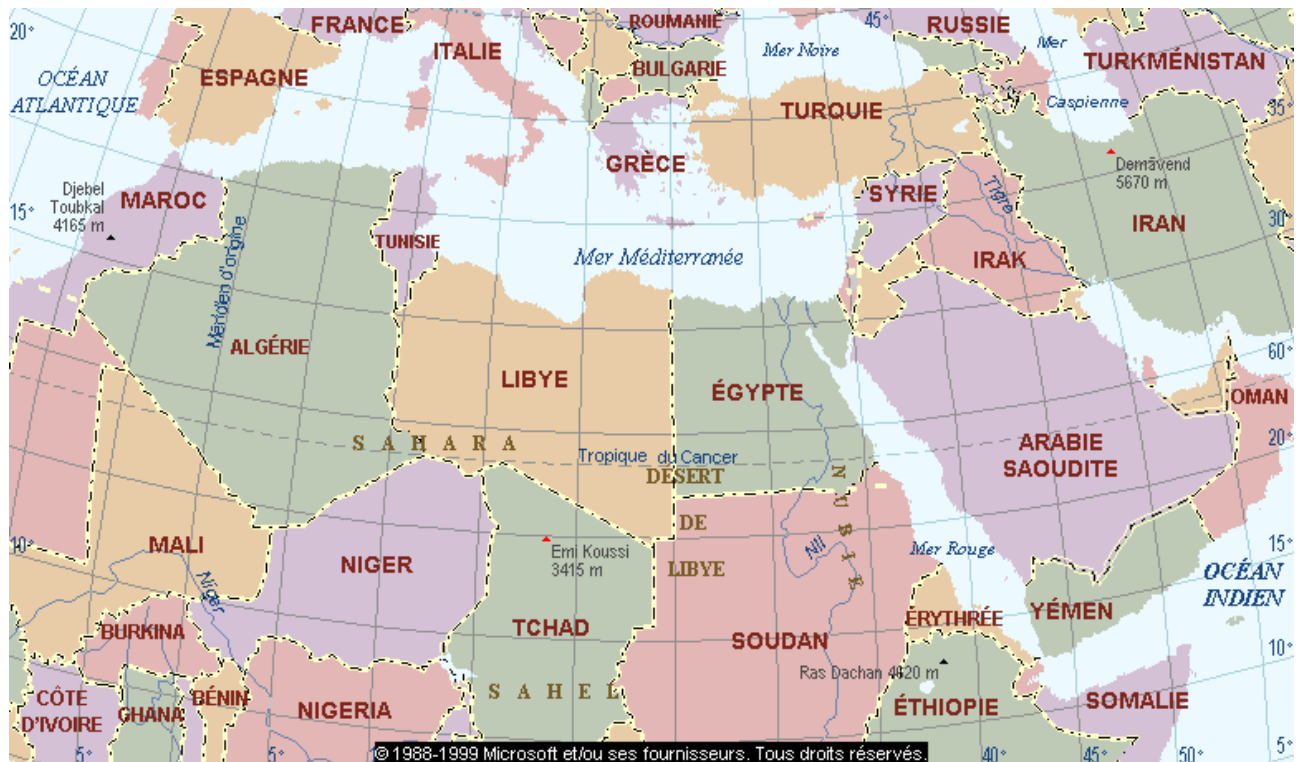 20°
FRANCE
ITALIE
ROUMANIE
45°
RUSSIE
Mer
Caspienne
TURKMÉNISTAN
OCÉAN
ATLANTIQUE
ESPAGNE
BULGARIE
Mer Noire
TURQUIE
35°
GRÈCE
Demāvend
5670 m
Djebel
Toubkal
4165 m
MAROC
15°
TUNISIE
SYRIE
Tigre
IRAN
30°
Mer Méditerranée
IRAK
Méridien d'origine
ALGÉRIE
LIBYE
ÉGYPTE
60°
OMAN
SAHARA
Tropique du Cancer
ARABIE
SAOUDITE
20°
DÉSERT
DE
LIBYE
NUBIE
10°
MALI
Niger
NIGER
Emi Koussi
3415 m
Nil
Mer Rouge
15°
OCÉAN
INDIEN
BURKINA
TCHAD
SOUDAN
ÉRYTHRÉE
YÉMEN
10°
Ras Dachan 4620 m
SAHEL
CÔTE
D'IVOIRE
GHANA
BÉNIN
NIGERIA
ÉTHIOPIE
SOMALIE
5°
5°
40°
45°
50°
5°
© 1988-1999 Microsoft et/ou ses fournisseurs. Tous droits réservés.